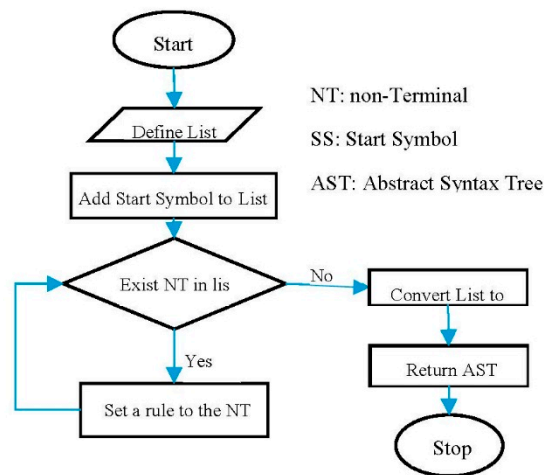 Start
NT: non-Terminal
Define List
SS: Start Symbol
Add Start Symbol to List
AST: Abstract Syntax Tree
Exist NT in lis
No
Convert List to
Yes
Return AST
Set a rule to the NT
Stop